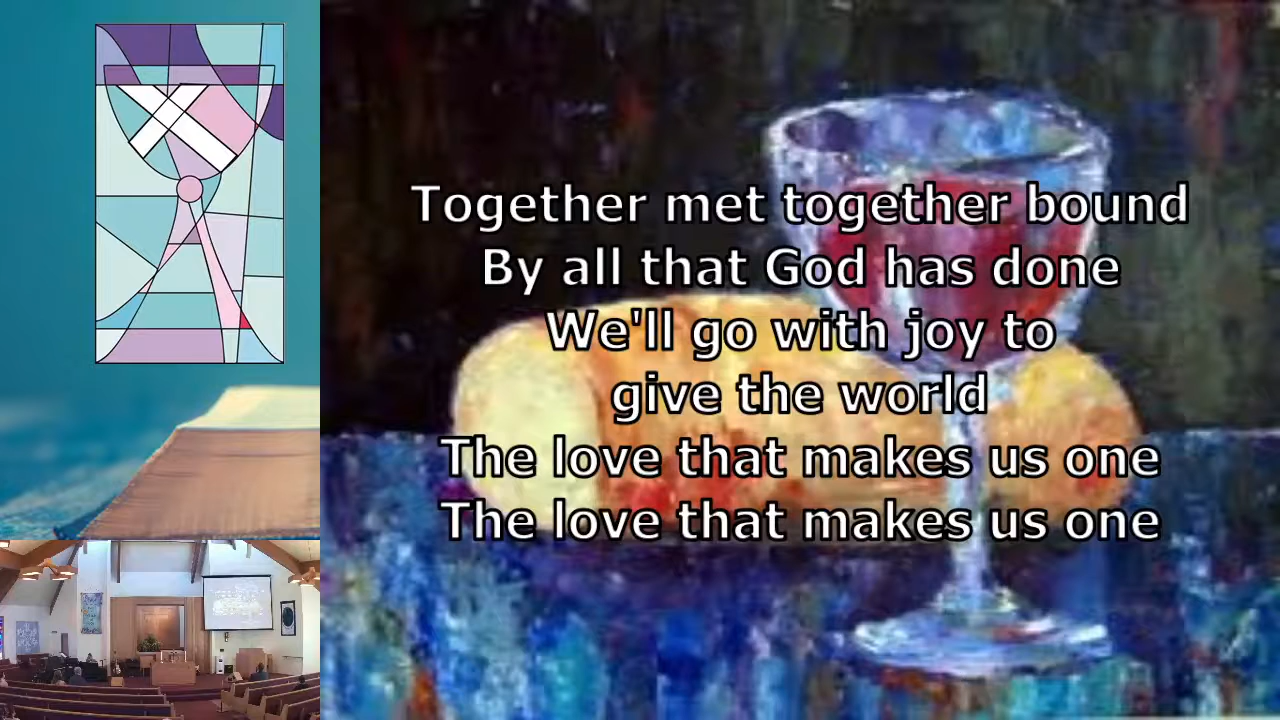 Together met together bound
By all that God has done
We'll go with joy to
give the world
The love that makes us one
The love that makes us one